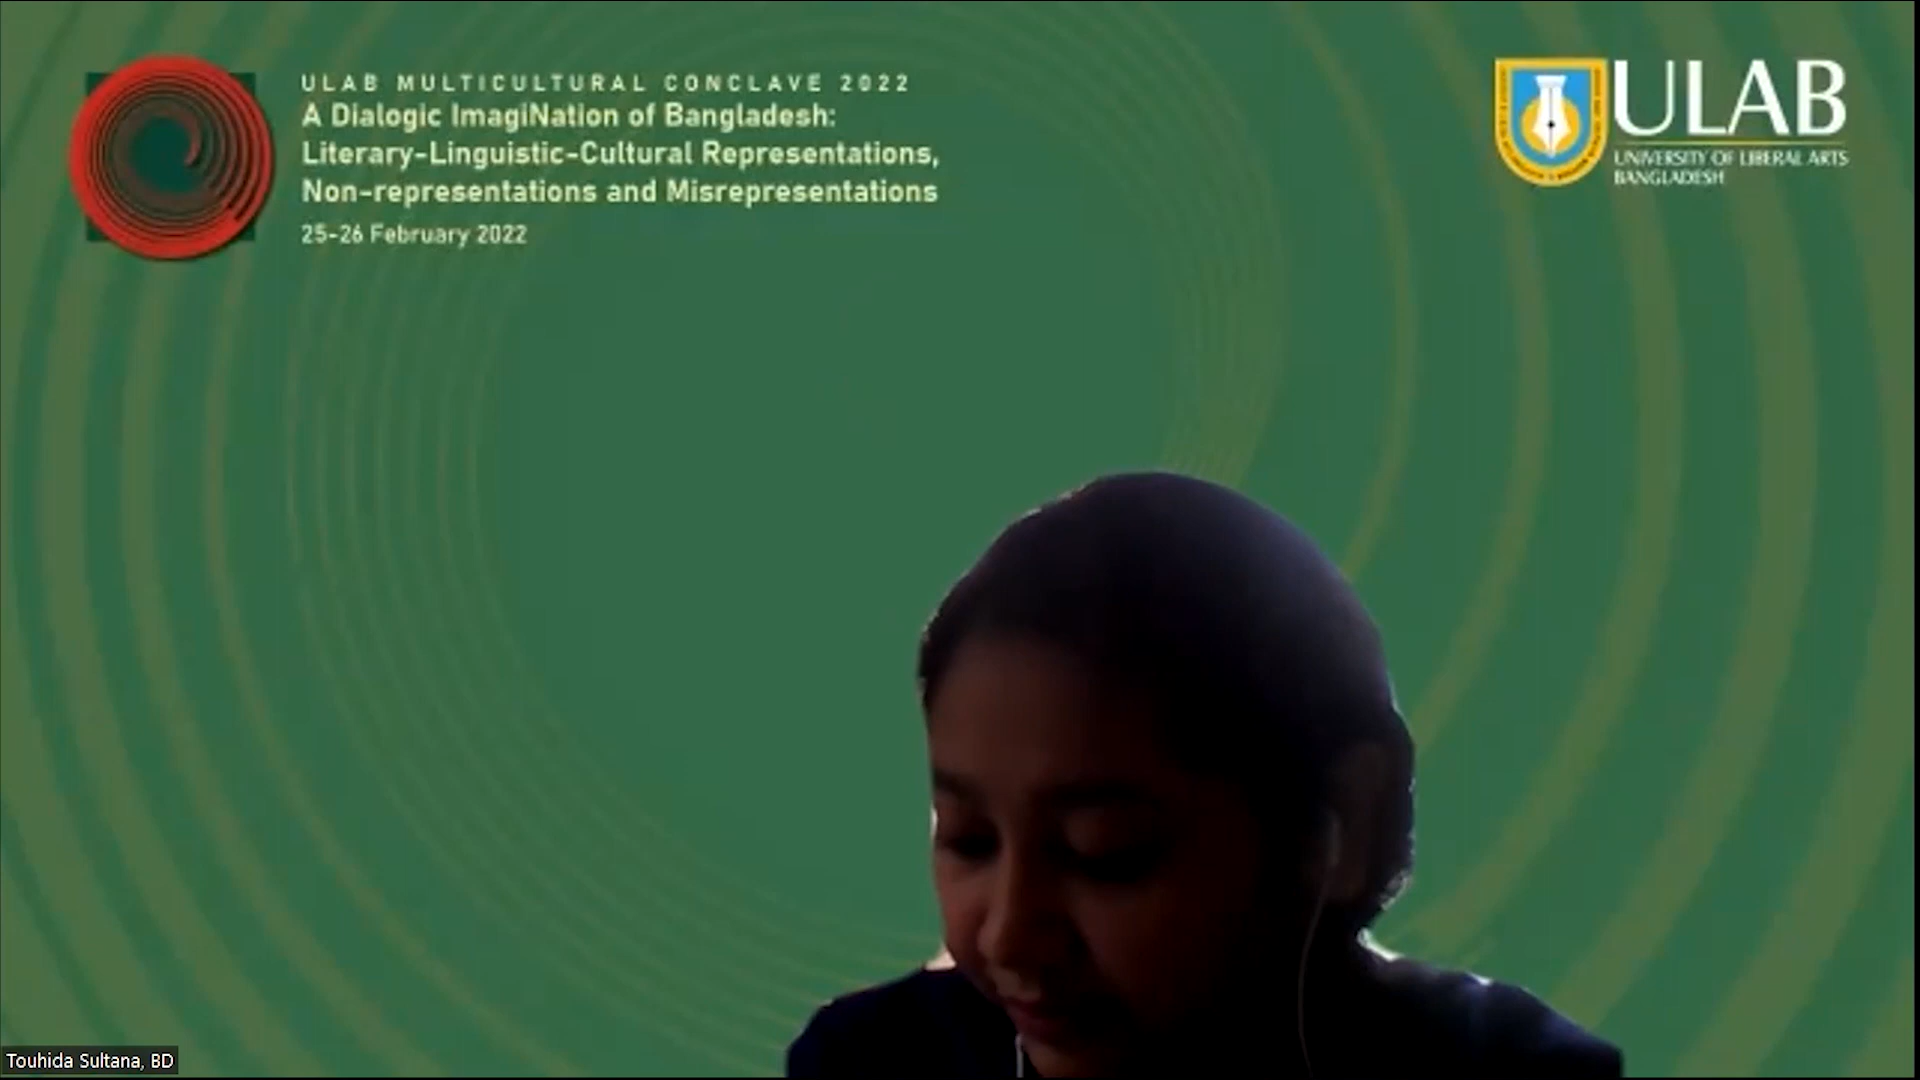 ULAB MULTICULTURAL CONCLAVE 2022
A Dialogic ImagiNation of Bangladesh:
Literary-Linguistic-Cultural Representations,
Non-representations and Misrepresentations
25-26 February 2022
ULAB
UNIVERSITY OF LIBERAL ARTS
BANGLADESH
Touhida Sultana, BD